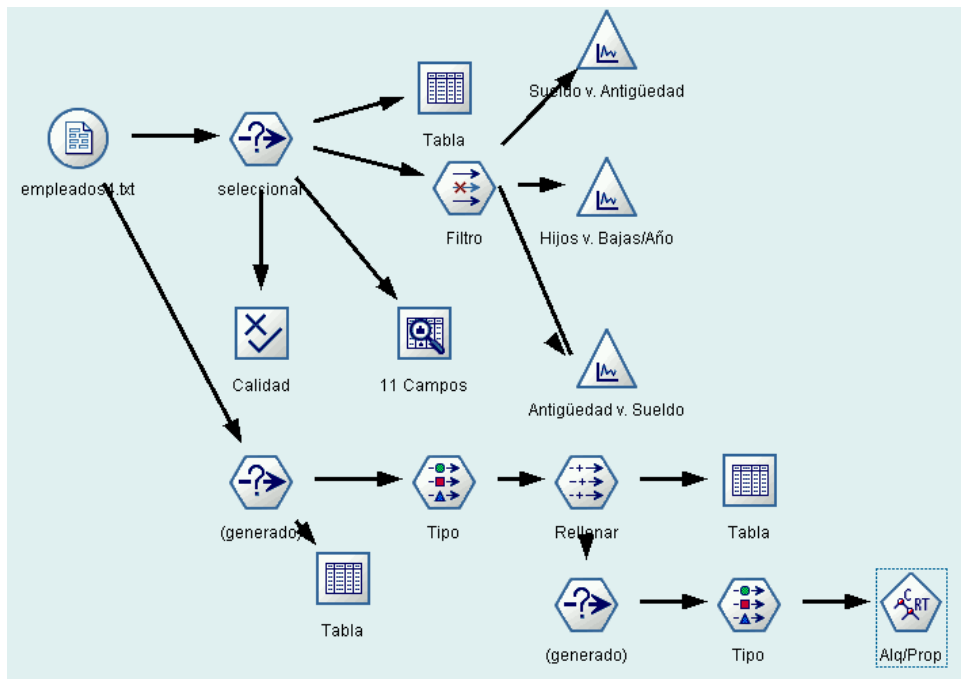 Sueldo v. Antigüedad
Tabla
empleados4.txt
seleccionar
Filtro
Hijos v. Bajas/Año
Calidad
11 Campos
Antigüedad v. Sueldo
(generado)
Tipo
Rellenar
Tabla
Tabla
(generado)
Tipo
C
RT
Alq/Prop